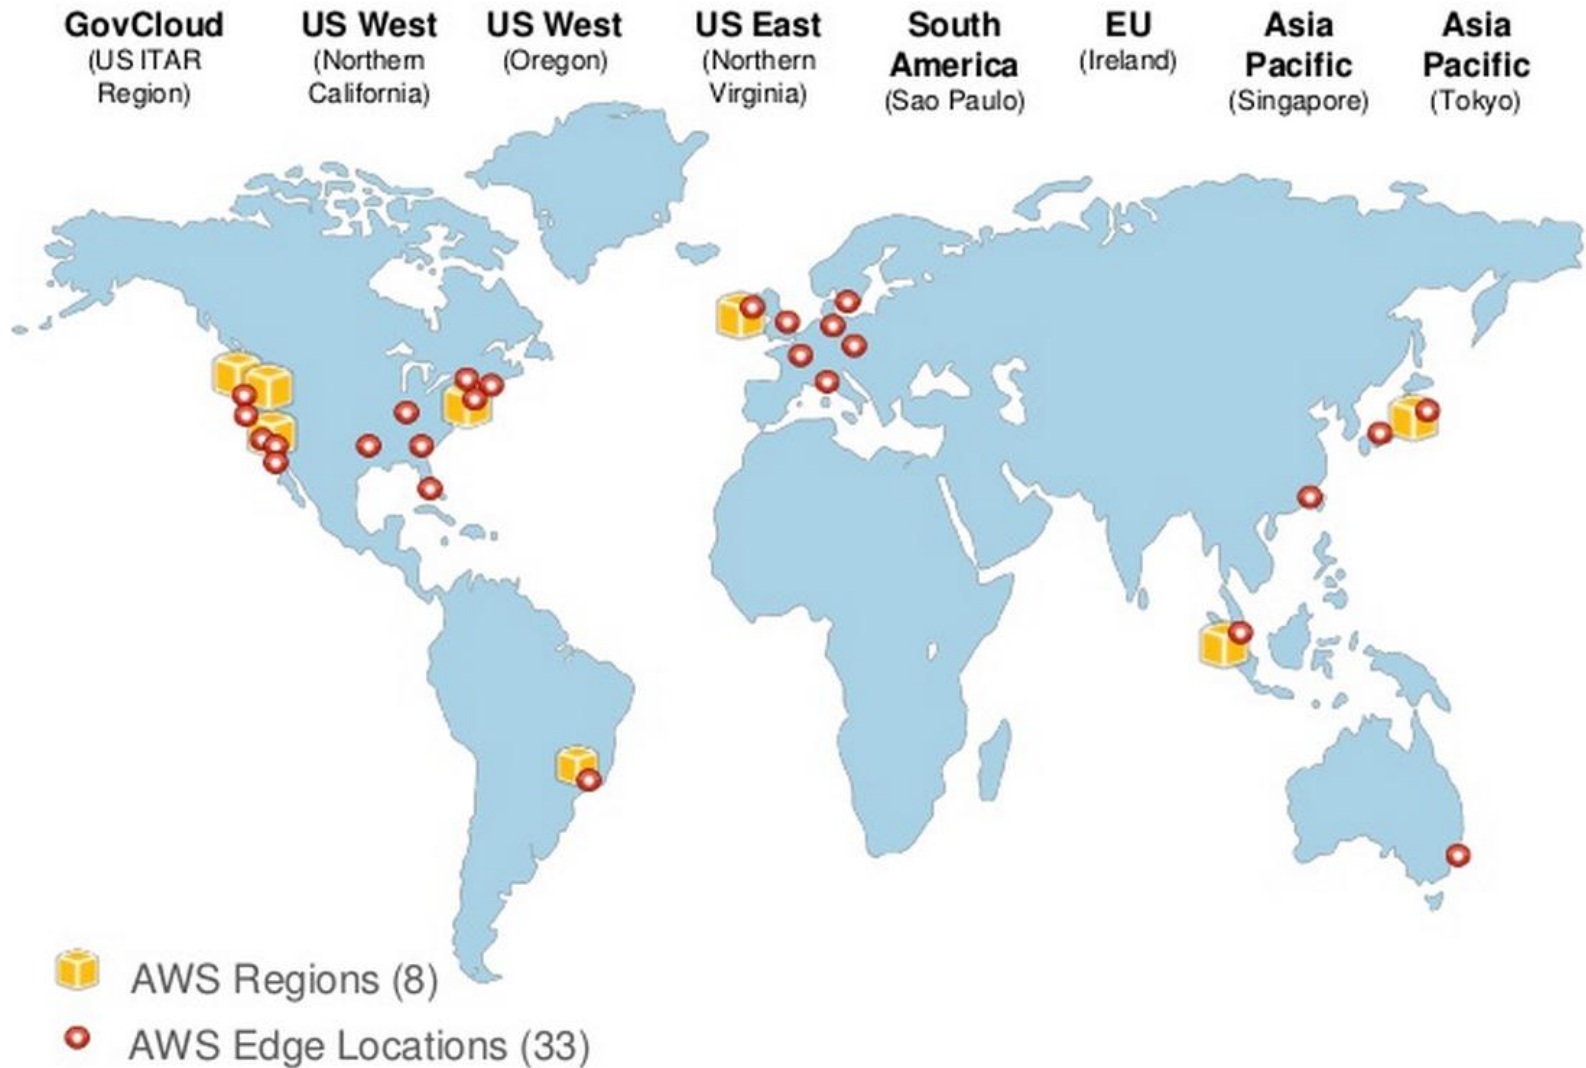 GovCloud
(US ITAR
Region)
US West
(Northern
California)
US West
(Oregon)
US East
(Northern
Virginia)
South
America
(Sao Paulo)
EU
(Ireland)
Asia
Pacific
(Singapore)
Asia
Pacific
(Tokyo)
AWS Regions (8)
AWS Edge Locations (33)